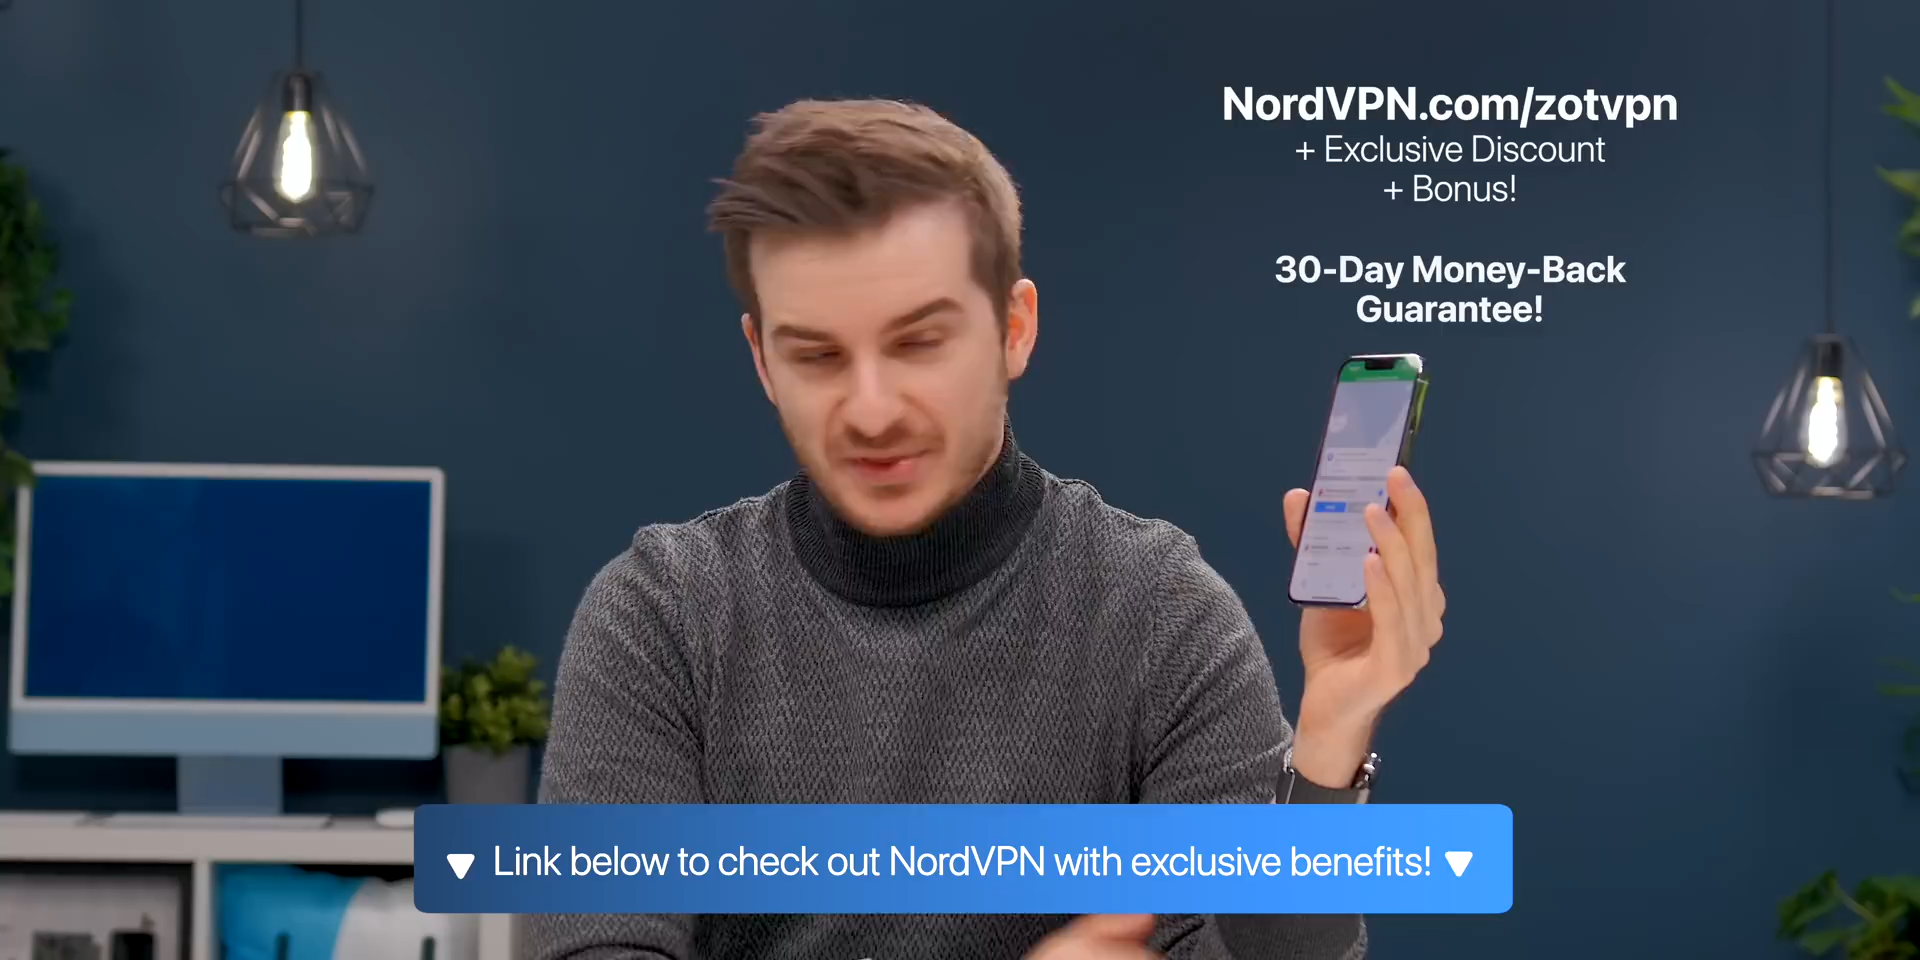 NordVPN.com/zotvpn
+ Exclusive Discount
+ Bonus!
30-Day Money-Back
Guarantee!
Link below to check out NordVPN with exclusive benefits!